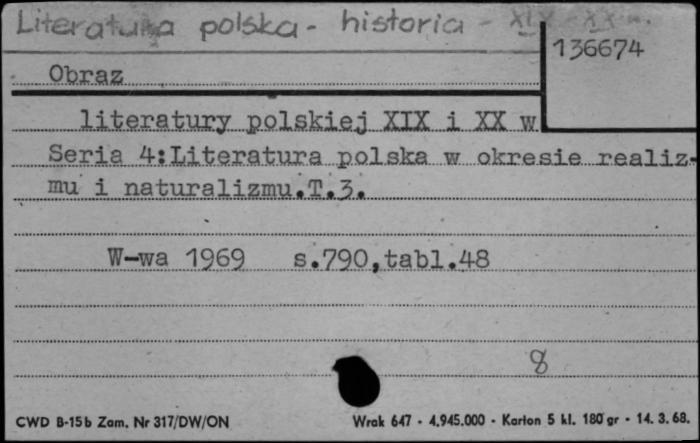 Literatura polska - historia - XIX - XX w.
136674
Obraz
literatury polskiej XIX i XX w
Seria 4:Literatura polska w okresie realiz-
mu i naturalizmu.T.3.
W-wa 1969 s.790,tabl.48
8
CWD B-15b Zam. Nr 317/DW/ON Wrak 647 · 4.945.000 · Karton 5 kl. 180 gr · 14. 3. 68.